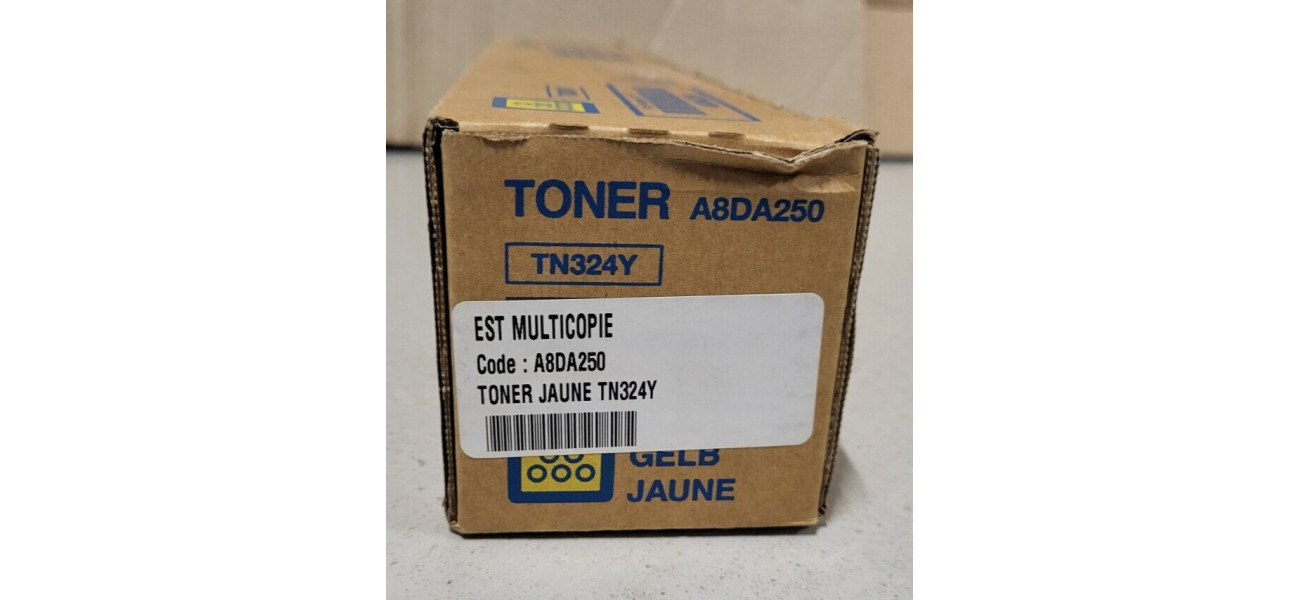 TONER A8DA250
TN324Y
EST MULTICOPIE
Code : A8DA250
TONER JAUNE TN324Y
GELB
JAUNE